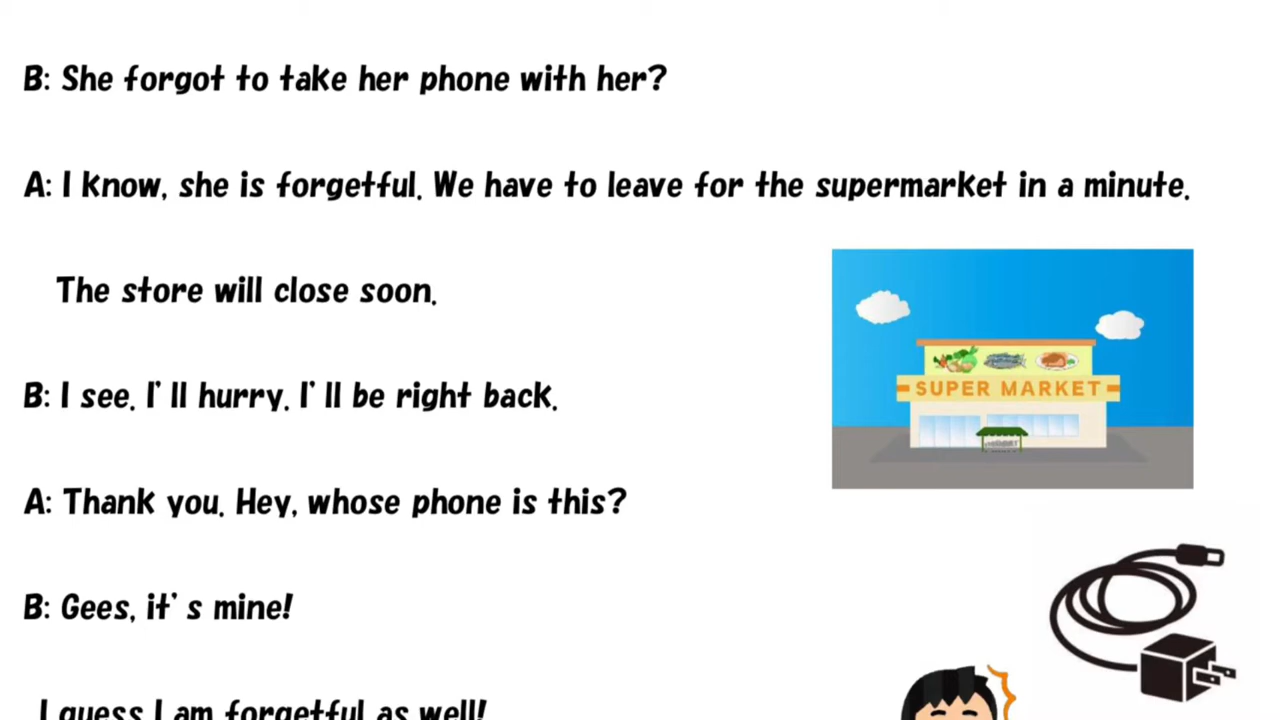 B: She forgot to take her phone with her?
A: I know, she is forgetful. We have to leave for the supermarket in a minute.
The store will close soon.
SUPER MARKET
B: I see. I'll hurry. I'll be right back.
A: Thank you. Hey, whose phone is this?
B: Gees, it's mine!
I guess I am forgetful as well!